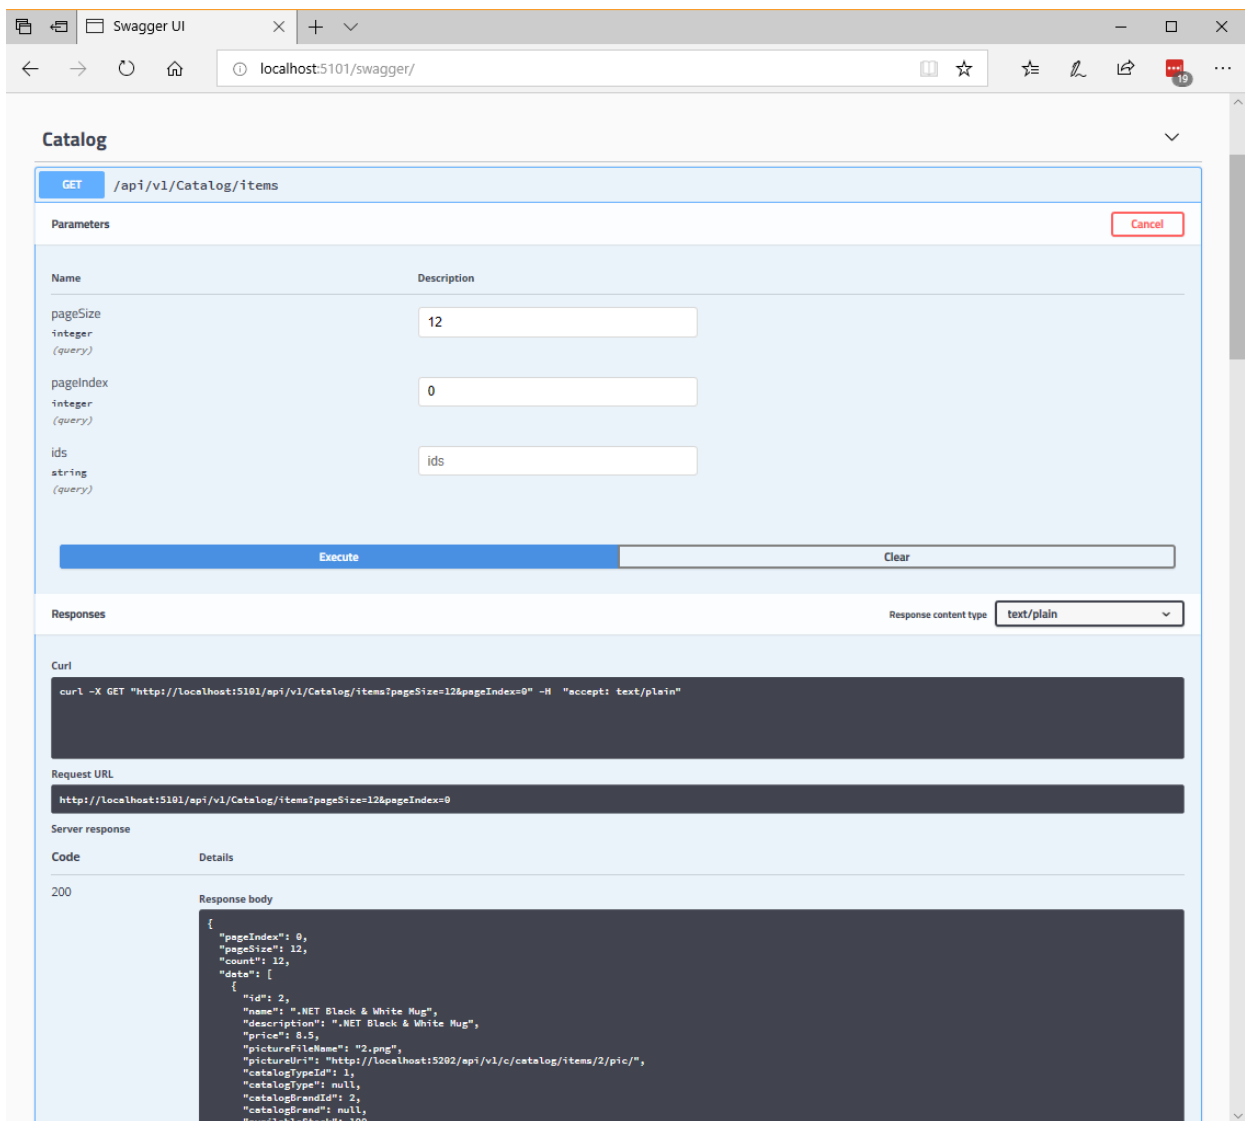 Swagger UI
localhost:5101/swagger/
19
Catalog
GET /api/v1/Catalog/items
Parameters Cancel
Name Description
pageSize
integer
(query)
12
pageIndex
integer
(query)
0
ids
string
(query)
ids
Execute Clear
Responses Response content type text/plain
Curl
curl -X GET "http://localhost:5101/api/v1/Catalog/items?pageSize=12&pageIndex=0" -H  "accept: text/plain"
Request URL
http://localhost:5101/api/v1/Catalog/items?pageSize=12&pageIndex=0
Server response
Code Details
200
Response body
{
  "pageIndex": 0,
  "pageSize": 12,
  "count": 12,
  "data": [
    {
      "id": 2,
      "name": ".NET Black & White Mug",
      "description": ".NET Black & White Mug",
      "price": 8.5,
      "pictureFileName": "2.png",
      "pictureUri": "http://localhost:5202/api/v1/c/catalog/items/2/pic/",
      "catalogTypeId": 1,
      "catalogType": null,
      "catalogBrandId": 2,
      "catalogBrand": null,
      "availableStock": 100